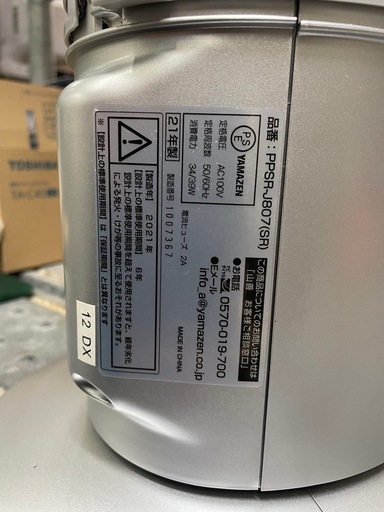 品番：PPSR-J807(SR)
PSE
YAMAZEN
定格電圧 AC100V
定格周波数 50/60Hz
消費電力 34/39W
電流ヒューズ 2A
21年製
製造番号 1007367
【製造年】2021年
【設計上の標準使用期間】6年
設計上の標準使用期間を超えて使用されますと、経年劣化
による発火・けが等の事故に至るおそれがあります。
※【設計上の標準使用期間】は「保証期間」とは異なります
この商品についてのお問い合わせは
「山善 お客様ご相談窓口」
●お電話
0570-019-700
●Eメール
info_a@yamazen.co.jp
MADE IN CHINA
12 DX
TOSHIBA